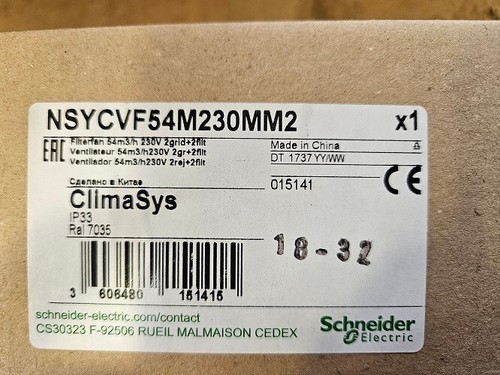 NSYCVF54M230MM2 x1
Filterfan 54m3/h 230V 2grid+2filt
Ventilateur 54m3/h230V 2gr+2filt
Ventilador 54m3/h230V 2rej+2filt
EAC
Made in China
DT 1737 YY/WW
Сделано в Китае
015141
CE
ClimaSys
IP33
Ral 7035
18-32
3 606480 151415
schneider-electric.com/contact
CS30323 F-92506 RUEIL MALMAISON CEDEX
Schneider
Electric